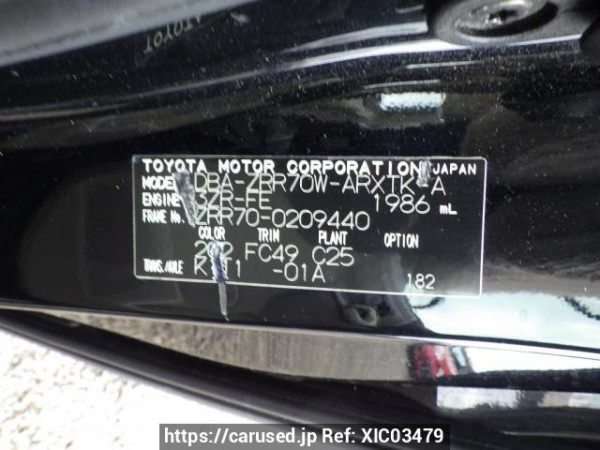 TOYOT
TOYOTA MOTOR CORPORATION JAPAN
MODEL DBA-ZRR70W-ARXTK-A
ENGINE 3ZR-FE 1986 mL
FRAME No. ZRR70-0209440
COLOR TRIM PLANT OPTION
202 FC49 C25
TRANS./AXLE K111 -01A 182
https://carused.jp Ref: XIC03479